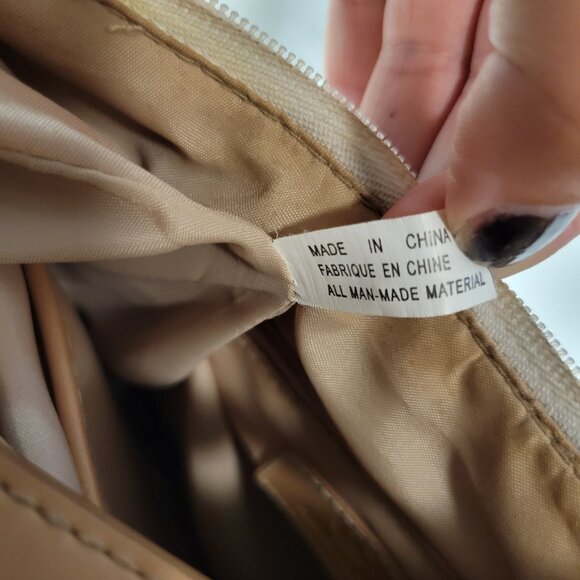 MADE IN CHINA
FABRIQUE EN CHINE
ALL MAN-MADE MATERIAL